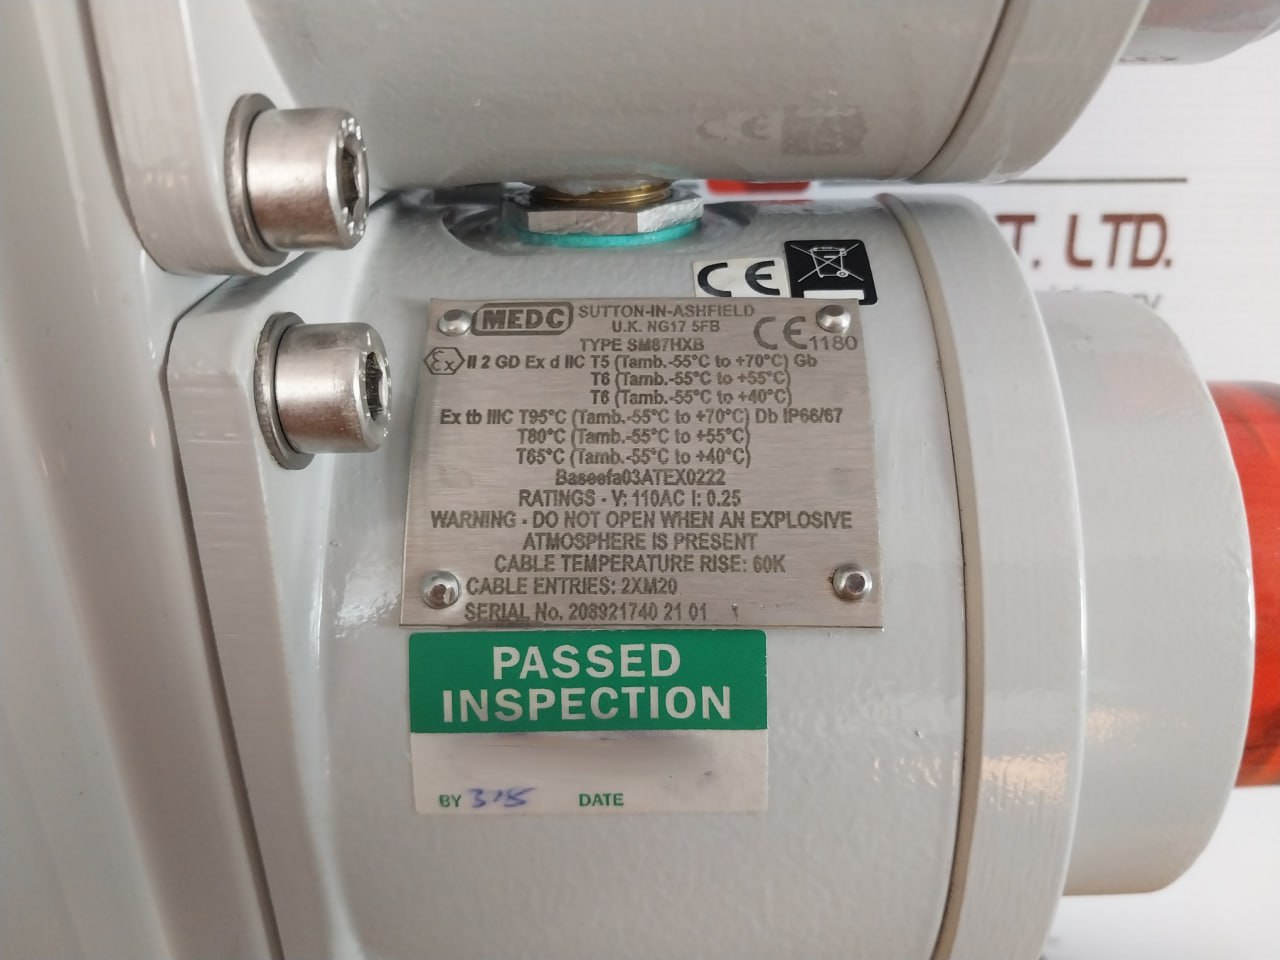 CE
T. LTD.
CE
MEDC SUTTON-IN-ASHFIELD
U.K. NG17 5FB
TYPE SM87HXB
CE 1180
Ex II 2 GD Ex d IIC T5 (Tamb.-55°C to +70°C) Gb
T6 (Tamb.-55°C to +55°C)
T6 (Tamb.-55°C to +40°C)
Ex tb IIIC T95°C (Tamb.-55°C to +70°C) Db IP66/67
T80°C (Tamb.-55°C to +55°C)
T65°C (Tamb.-55°C to +40°C)
Baseefa03ATEX0222
RATINGS - V: 110AC I: 0.25
WARNING - DO NOT OPEN WHEN AN EXPLOSIVE
ATMOSPHERE IS PRESENT
CABLE TEMPERATURE RISE: 60K
CABLE ENTRIES: 2XM20
SERIAL No. 208921740 21 01
PASSED
INSPECTION
BY DATE